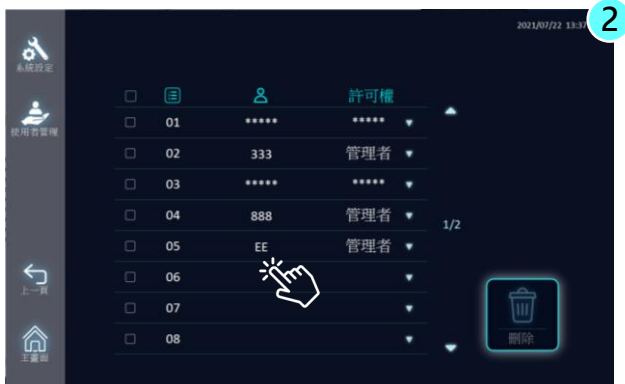 2
2021/07/22 13:37
系統設定
使用者管理
許可權
01 ***** *****
02 333 管理者
03 ***** *****
04 888 管理者
05 EE 管理者
06
07
08
1/2
上一頁
主畫面
刪除